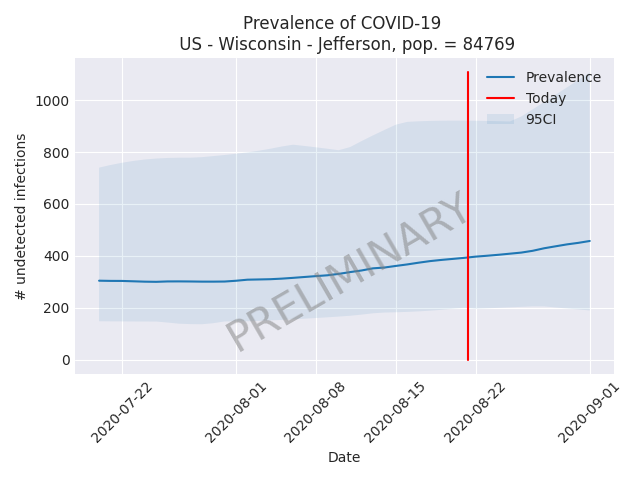 Prevalence of COVID-19
US - Wisconsin - Jefferson, pop. = 84769
Prevalence
Today
95CI
1000
800
600
400
200
0
# undetected infections
PRELIMINARY
2020-07-22
2020-08-01
2020-08-08
2020-08-15
2020-08-22
2020-09-01
Date